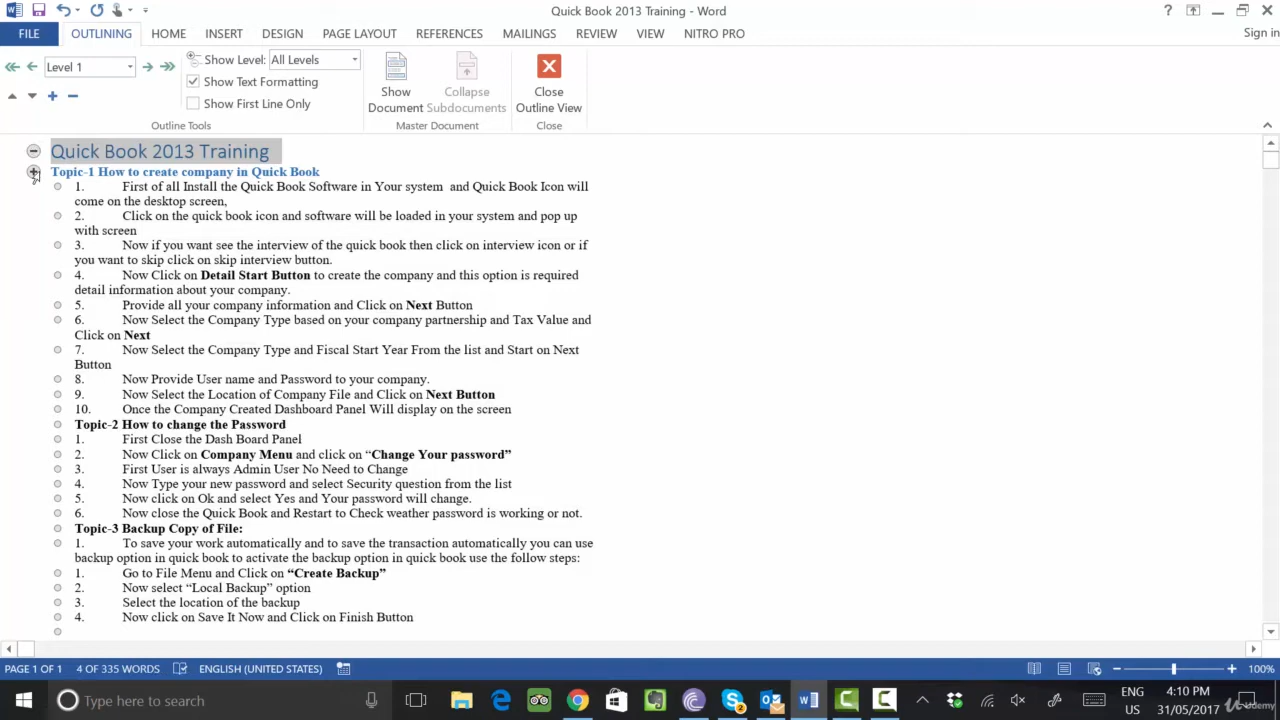 Quick Book 2013 Training - Word
?
Sign in
FILE OUTLINING HOME INSERT DESIGN PAGE LAYOUT REFERENCES MAILINGS REVIEW VIEW NITRO PRO
Level 1
Show Level: All Levels
Show Text Formatting
Show First Line Only
Outline Tools
Show Document
Collapse Subdocuments
Master Document
Close Outline View
Close
Quick Book 2013 Training
Topic-1 How to create company in Quick Book
1. First of all Install the Quick Book Software in Your system and Quick Book Icon will
come on the desktop screen,
2. Click on the quick book icon and software will be loaded in your system and pop up
with screen
3. Now if you want see the interview of the quick book then click on interview icon or if
you want to skip click on skip interview button.
4. Now Click on Detail Start Button to create the company and this option is required
detail information about your company.
5. Provide all your company information and Click on Next Button
6. Now Select the Company Type based on your company partnership and Tax Value and
Click on Next
7. Now Select the Company Type and Fiscal Start Year From the list and Start on Next
Button
8. Now Provide User name and Password to your company.
9. Now Select the Location of Company File and Click on Next Button
10. Once the Company Created Dashboard Panel Will display on the screen
Topic-2 How to change the Password
1. First Close the Dash Board Panel
2. Now Click on Company Menu and click on “Change Your password”
3. First User is always Admin User No Need to Change
4. Now Type your new password and select Security question from the list
5. Now click on Ok and select Yes and Your password will change.
6. Now close the Quick Book and Restart to Check weather password is working or not.
Topic-3 Backup Copy of File:
1. To save your work automatically and to save the transaction automatically you can use
backup option in quick book to activate the backup option in quick book use the follow steps:
1. Go to File Menu and Click on “Create Backup”
2. Now select “Local Backup” option
3. Select the location of the backup
4. Now click on Save It Now and Click on Finish Button
PAGE 1 OF 1 4 OF 335 WORDS ENGLISH (UNITED STATES) 100%
Type here to search
ENG
US
4:10 PM
31/05/2017
Udemy